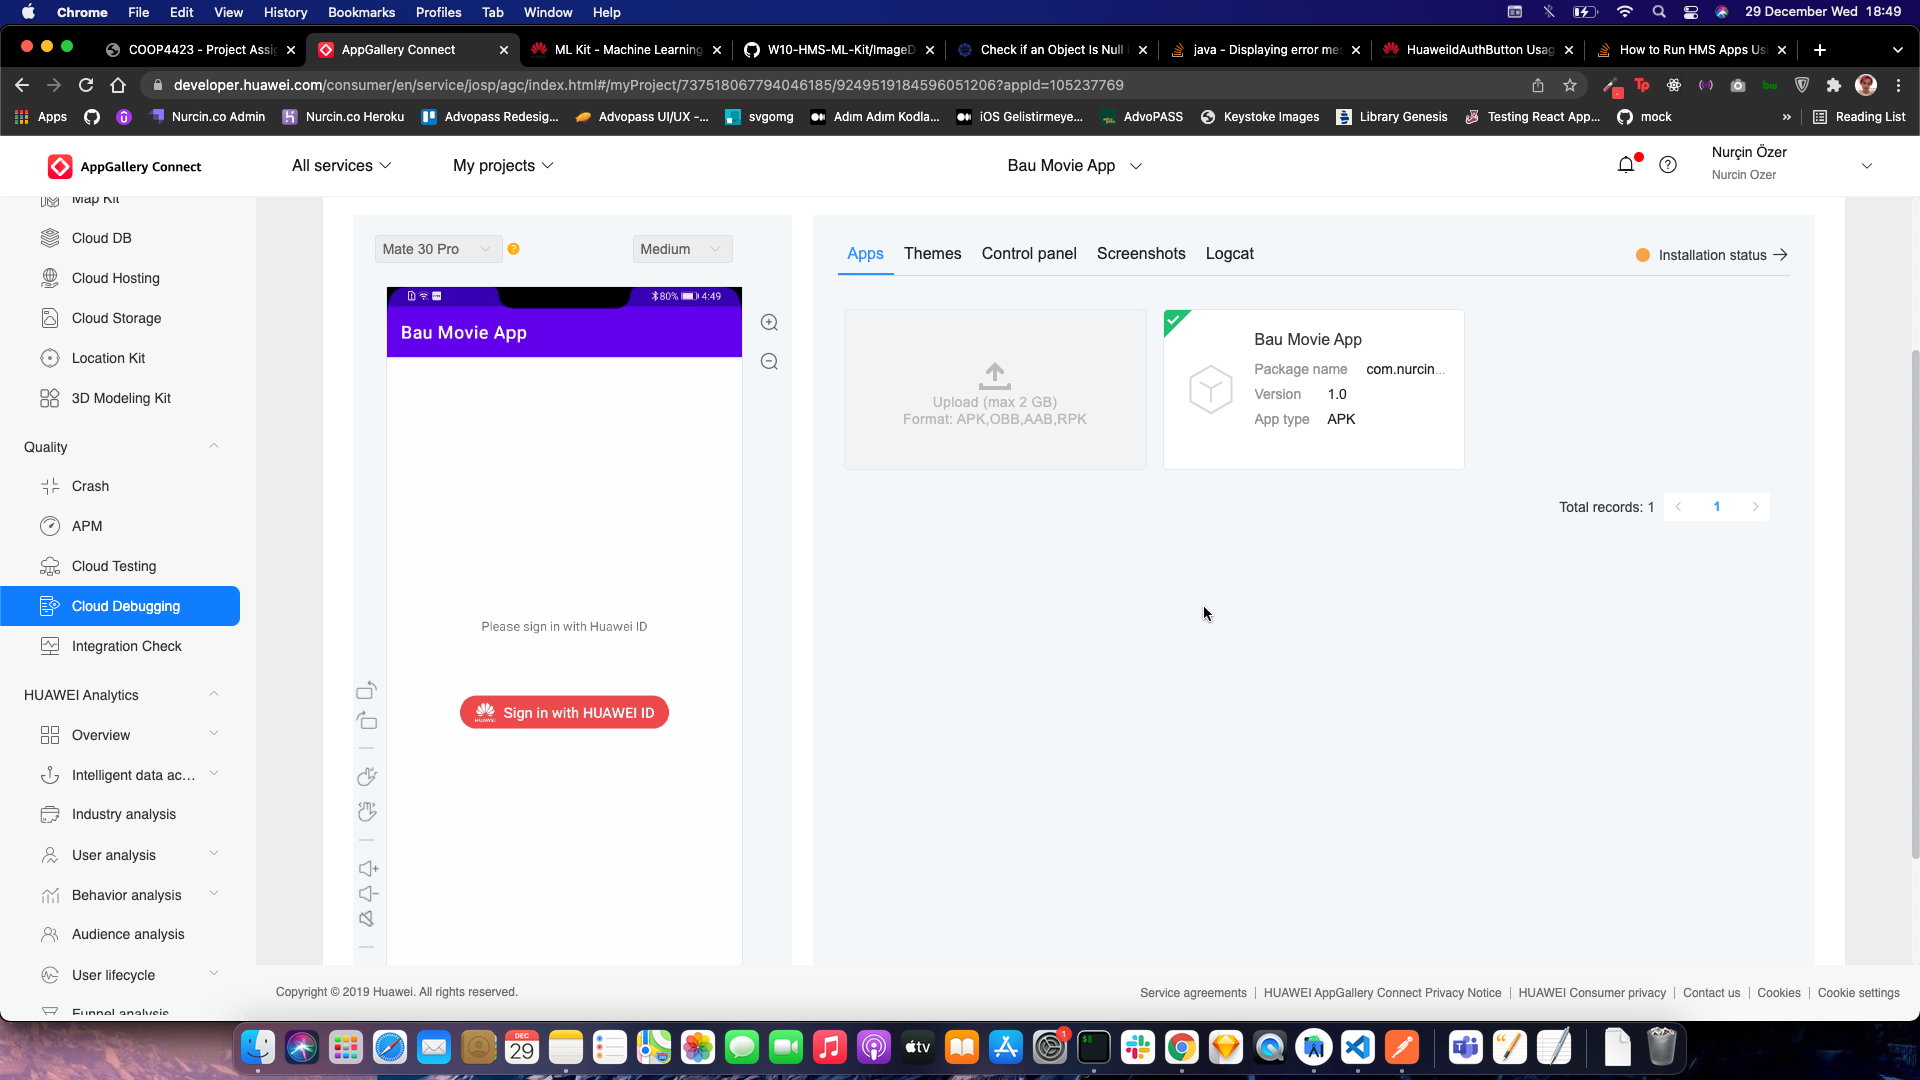 Chrome File Edit View History Bookmarks Profiles Tab Window Help
29 December Wed 18:49
COOP4423 - Project Assi
AppGallery Connect
ML Kit - Machine Learning
W10-HMS-ML-Kit/ImageD
Check if an Object Is Null
java - Displaying error me
HuaweiIdAuthButton Usag
How to Run HMS Apps Us
developer.huawei.com/consumer/en/service/josp/agc/index.html#/myProject/737518067794046185/9249519184596051206?appId=105237769
Apps
Nurcin.co Admin
Nurcin.co Heroku
Advopass Redesig...
Advopass UI/UX -...
svgomg
Adım Adım Kodla...
iOS Gelistirmeye...
AdvoPASS
Keystoke Images
Library Genesis
Testing React App...
mock
»
Reading List
AppGallery Connect
All services
My projects
Bau Movie App
Nurçin Özer
Nurcin Ozer
Map Kit
Cloud DB
Cloud Hosting
Cloud Storage
Location Kit
3D Modeling Kit
Quality
Crash
APM
Cloud Testing
Cloud Debugging
Integration Check
HUAWEI Analytics
Overview
Intelligent data ac...
Industry analysis
User analysis
Behavior analysis
Audience analysis
User lifecycle
Funnel analysis
Mate 30 Pro
Medium
80% 4:49
Bau Movie App
Please sign in with Huawei ID
HUAWEI
Sign in with HUAWEI ID
Apps Themes Control panel Screenshots Logcat
Installation status
Upload (max 2 GB)
Format: APK,OBB,AAB,RPK
Bau Movie App
Package name com.nurcin...
Version 1.0
App type APK
Total records: 1
1
Copyright © 2019 Huawei. All rights reserved.
Service agreements | HUAWEI AppGallery Connect Privacy Notice | HUAWEI Consumer privacy | Contact us | Cookies | Cookie settings
DEC
29
tv
1